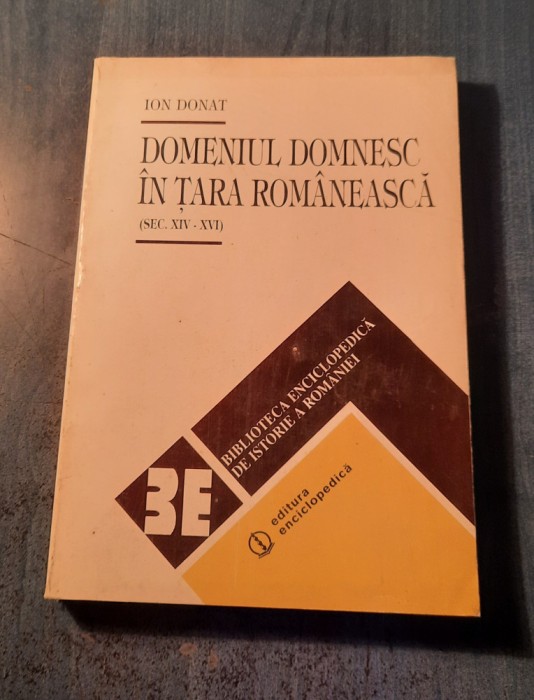 ION DONAT
DOMENIUL DOMNESC
ÎN ȚARA ROMÂNEASCĂ
(SEC. XIV - XVI)
BIBLIOTECA ENCICLOPEDICĂ
DE ISTORIE A ROMÂNIEI
3E
editura
enciclopedică